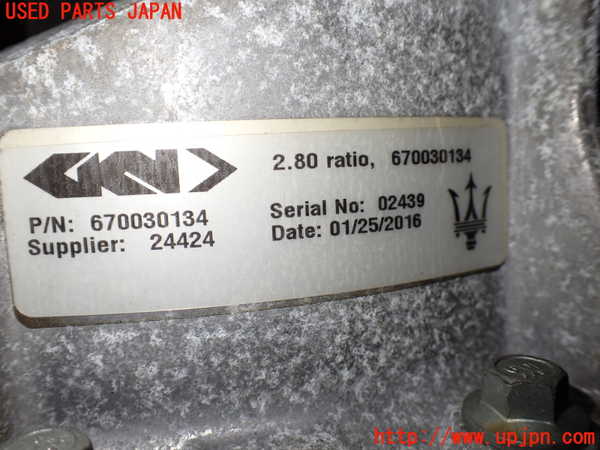 USED PARTS JAPAN
GKN
2.80 ratio, 670030134
P/N: 670030134
Supplier: 24424
Serial No: 02439
Date: 01/25/2016
http://www.upjpn.com/